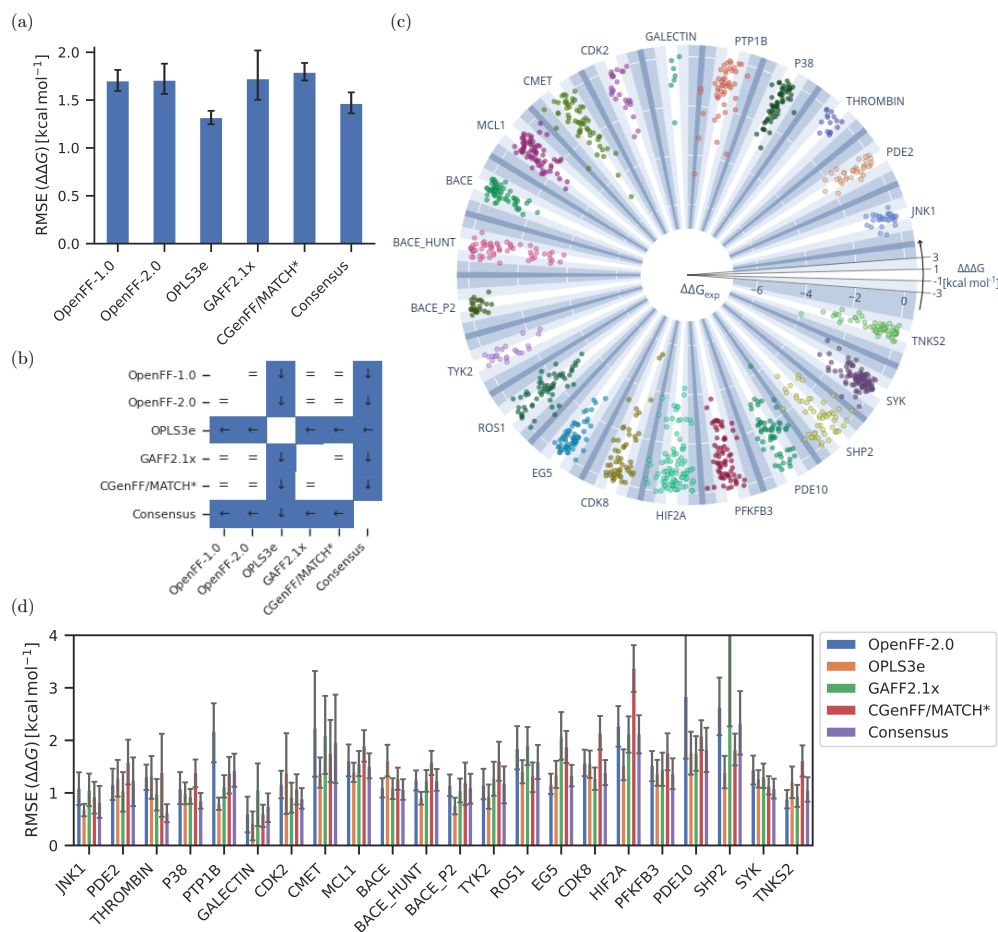 (a)
RMSE (ΔΔG) [kcal mol⁻¹]
2.0
1.5
1.0
0.5
0.0
OpenFF-1.0
OpenFF-2.0
OPLS3e
GAFF2.1x
CGenFF/MATCH*
Consensus
(b)
OpenFF-1.0 = ↓ = = ↓
OpenFF-2.0 = ↓ = = ↓
OPLS3e ← ← ← ← ←
GAFF2.1x = = ↓ = ↓
CGenFF/MATCH* = = ↓ = ↓
Consensus ← ← ↓ ← ←
OpenFF-1.0
OpenFF-2.0
OPLS3e
GAFF2.1x
CGenFF/MATCH*
Consensus
(c)
GALECTIN
PTP1B
P38
THROMBIN
PDE2
JNK1
3
1
-1
-3
ΔΔΔG
[kcal mol⁻¹]
ΔΔGexp
−6
−4
−2
0
TNKS2
SYK
SHP2
PDE10
PFKFB3
HIF2A
CDK8
EG5
ROS1
TYK2
BACE_P2
BACE_HUNT
BACE
MCL1
CMET
CDK2
(d)
RMSE (ΔΔG) [kcal mol⁻¹]
4
3
2
1
0
JNK1
PDE2
THROMBIN
P38
PTP1B
GALECTIN
CDK2
CMET
MCL1
BACE
BACE_HUNT
BACE_P2
TYK2
ROS1
EG5
CDK8
HIF2A
PFKFB3
PDE10
SHP2
SYK
TNKS2
OpenFF-2.0
OPLS3e
GAFF2.1x
CGenFF/MATCH*
Consensus